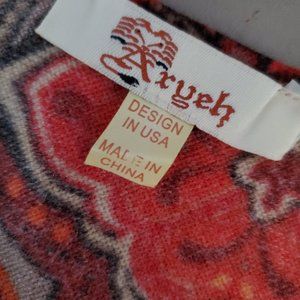 Aryeh
DESIGN
IN USA
MADE IN
CHINA